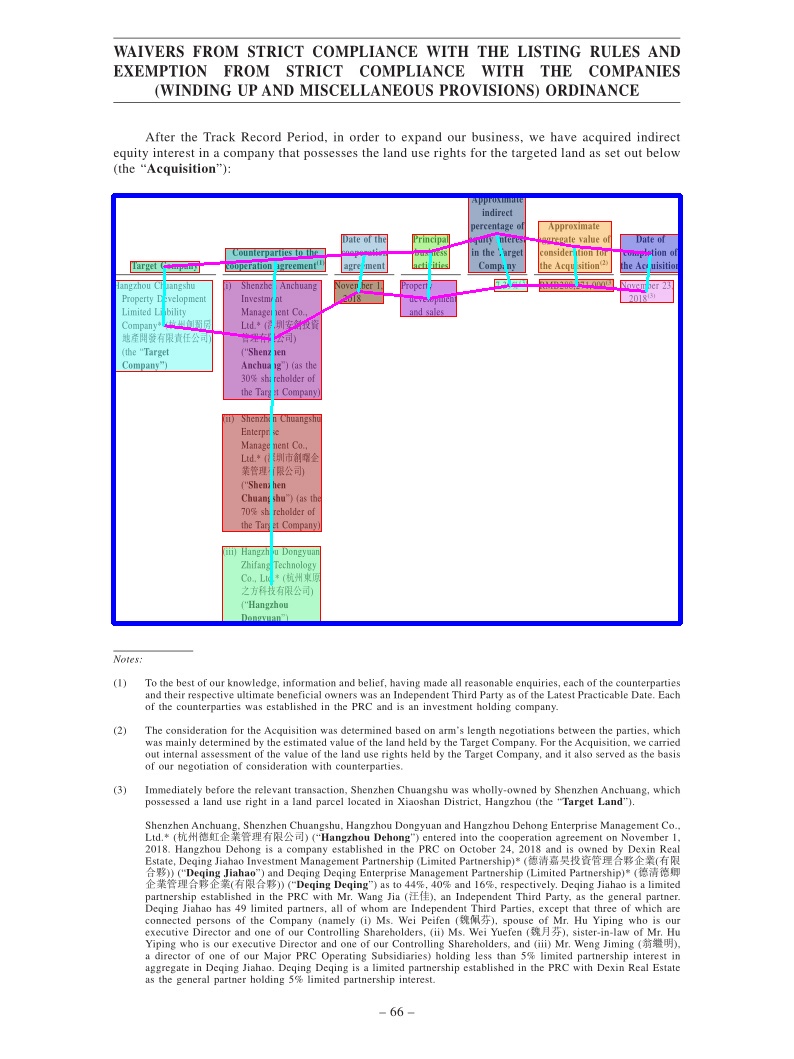 WAIVERS FROM STRICT COMPLIANCE WITH THE LISTING RULES AND
EXEMPTION FROM STRICT COMPLIANCE WITH THE COMPANIES
(WINDING UP AND MISCELLANEOUS PROVISIONS) ORDINANCE
After the Track Record Period, in order to expand our business, we have acquired indirect
equity interest in a company that possesses the land use rights for the targeted land as set out below
(the “Acquisition”):
Target Company
Counterparties to the
cooperation agreement(1)
Date of the
cooperation
agreement
Principal
business
activities
Approximate
indirect
percentage of
equity interest
in the Target
Company
Approximate
aggregate value of
consideration for
the Acquisition(2)
Date of
completion of
the Acquisition
Hangzhou Chuangshu
Property Development
Limited Liability
Company* (杭州創蜀房
地產開發有限責任公司)
(the “Target
Company”)
(i) Shenzhen Anchuang
Investment
Management Co.,
Ltd.* (深圳安創投資
管理有限公司)
(“Shenzhen
Anchuang”) (as the
30% shareholder of
the Target Company)
November 1,
2018
Property
development
and sales
November 23,
2018(3)
(ii) Shenzhen Chuangshu
Enterprise
Management Co.,
Ltd.* (深圳市創曙企
業管理有限公司)
(“Shenzhen
Chuangshu”) (as the
70% shareholder of
the Target Company)
(iii) Hangzhou Dongyuan
Zhifang Technology
Co., Ltd.* (杭州東原
之方科技有限公司)
(“Hangzhou
Dongyuan”)
Notes:
(1) To the best of our knowledge, information and belief, having made all reasonable enquiries, each of the counterparties
and their respective ultimate beneficial owners was an Independent Third Party as of the Latest Practicable Date. Each
of the counterparties was established in the PRC and is an investment holding company.
(2) The consideration for the Acquisition was determined based on arm’s length negotiations between the parties, which
was mainly determined by the estimated value of the land held by the Target Company. For the Acquisition, we carried
out internal assessment of the value of the land use rights held by the Target Company, and it also served as the basis
of our negotiation of consideration with counterparties.
(3) Immediately before the relevant transaction, Shenzhen Chuangshu was wholly-owned by Shenzhen Anchuang, which
possessed a land use right in a land parcel located in Xiaoshan District, Hangzhou (the “Target Land”).
Shenzhen Anchuang, Shenzhen Chuangshu, Hangzhou Dongyuan and Hangzhou Dehong Enterprise Management Co.,
Ltd.* (杭州德虹企業管理有限公司) (“Hangzhou Dehong”) entered into the cooperation agreement on November 1,
2018. Hangzhou Dehong is a company established in the PRC on October 24, 2018 and is owned by Dexin Real
Estate, Deqing Jiahao Investment Management Partnership (Limited Partnership)* (德清嘉昊投資管理合夥企業(有限
合夥)) (“Deqing Jiahao”) and Deqing Deqing Enterprise Management Partnership (Limited Partnership)* (德清德卿
企業管理合夥企業(有限合夥)) (“Deqing Deqing”) as to 44%, 40% and 16%, respectively. Deqing Jiahao is a limited
partnership established in the PRC with Mr. Wang Jia (汪佳), an Independent Third Party, as the general partner.
Deqing Jiahao has 49 limited partners, all of whom are Independent Third Parties, except that three of which are
connected persons of the Company (namely (i) Ms. Wei Peifen (魏佩芬), spouse of Mr. Hu Yiping who is our
executive Director and one of our Controlling Shareholders, (ii) Ms. Wei Yuefen (魏月芬), sister-in-law of Mr. Hu
Yiping who is our executive Director and one of our Controlling Shareholders, and (iii) Mr. Weng Jiming (翁繼明),
a director of one of our Major PRC Operating Subsidiaries) holding less than 5% limited partnership interest in
aggregate in Deqing Jiahao. Deqing Deqing is a limited partnership established in the PRC with Dexin Real Estate
as the general partner holding 5% limited partnership interest.
– 66 –